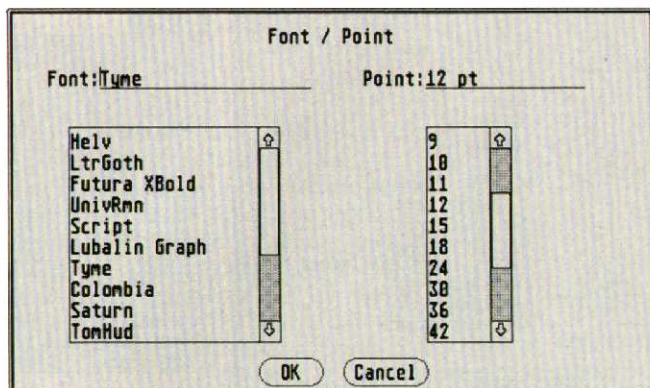 Font / Point
Font:Tyme Point:12 pt
Helv
LtrGoth
Futura XBold
UnivRmn
Script
Lubalin Graph
Tyme
Colombia
Saturn
TomHud
9
10
11
12
15
18
24
30
36
42
OK Cancel